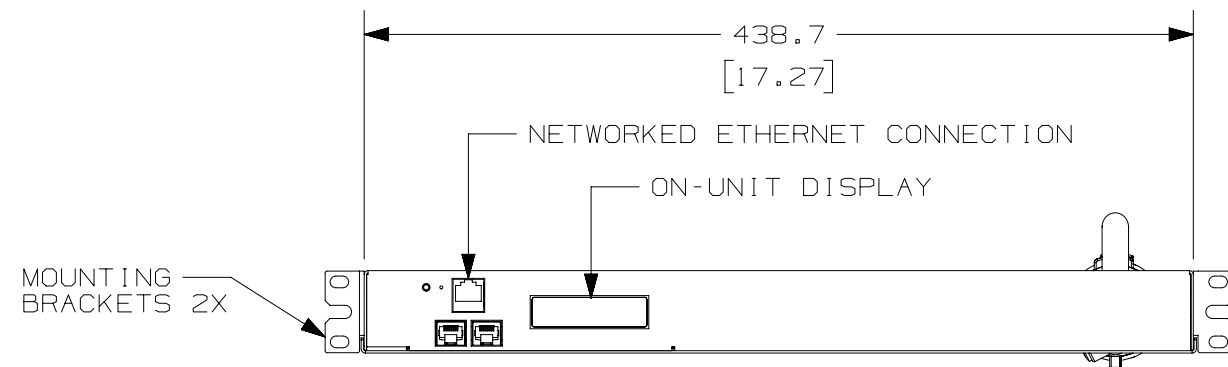 438.7
[17.27]
NETWORKED ETHERNET CONNECTION
ON-UNIT DISPLAY
MOUNTING
BRACKETS 2X